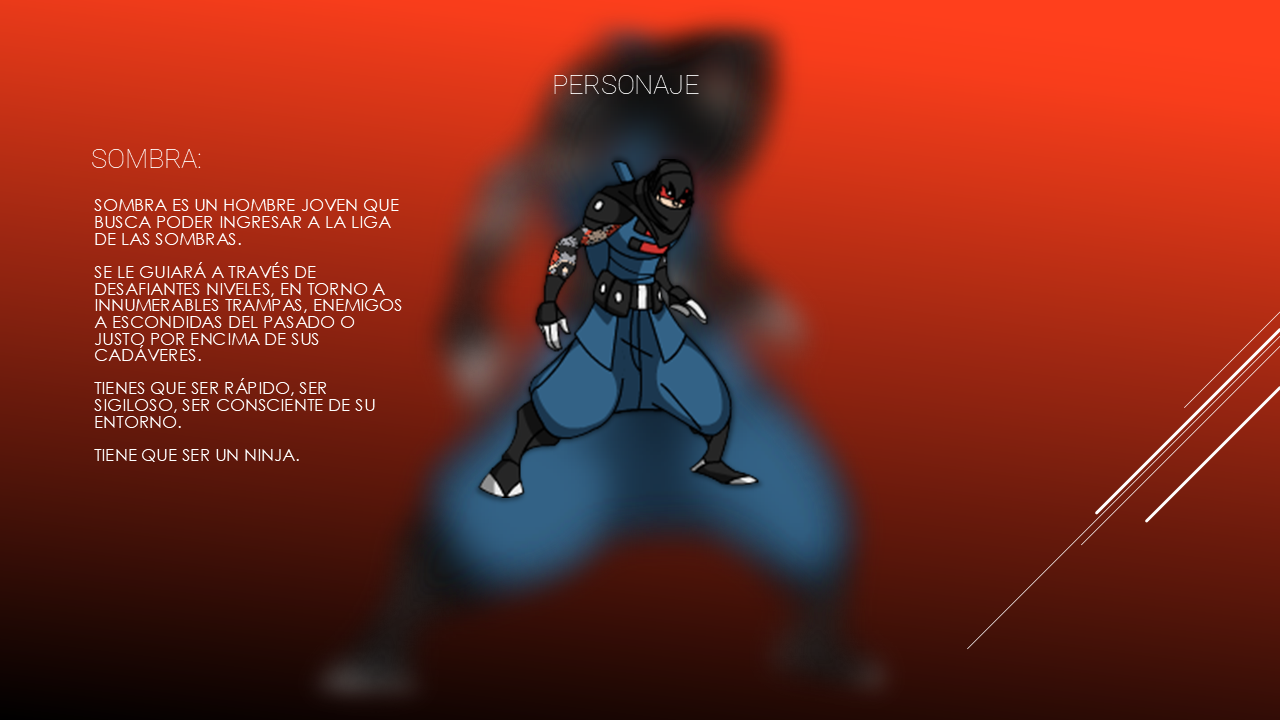 PERSONAJE
SOMBRA:
SOMBRA ES UN HOMBRE JOVEN QUE
BUSCA PODER INGRESAR A LA LIGA
DE LAS SOMBRAS.
SE LE GUIARÁ A TRAVÉS DE
DESAFIANTES NIVELES, EN TORNO A
INNUMERABLES TRAMPAS, ENEMIGOS
A ESCONDIDAS DEL PASADO O
JUSTO POR ENCIMA DE SUS
CADÁVERES.
TIENES QUE SER RÁPIDO, SER
SIGILOSO, SER CONSCIENTE DE SU
ENTORNO.
TIENE QUE SER UN NINJA.